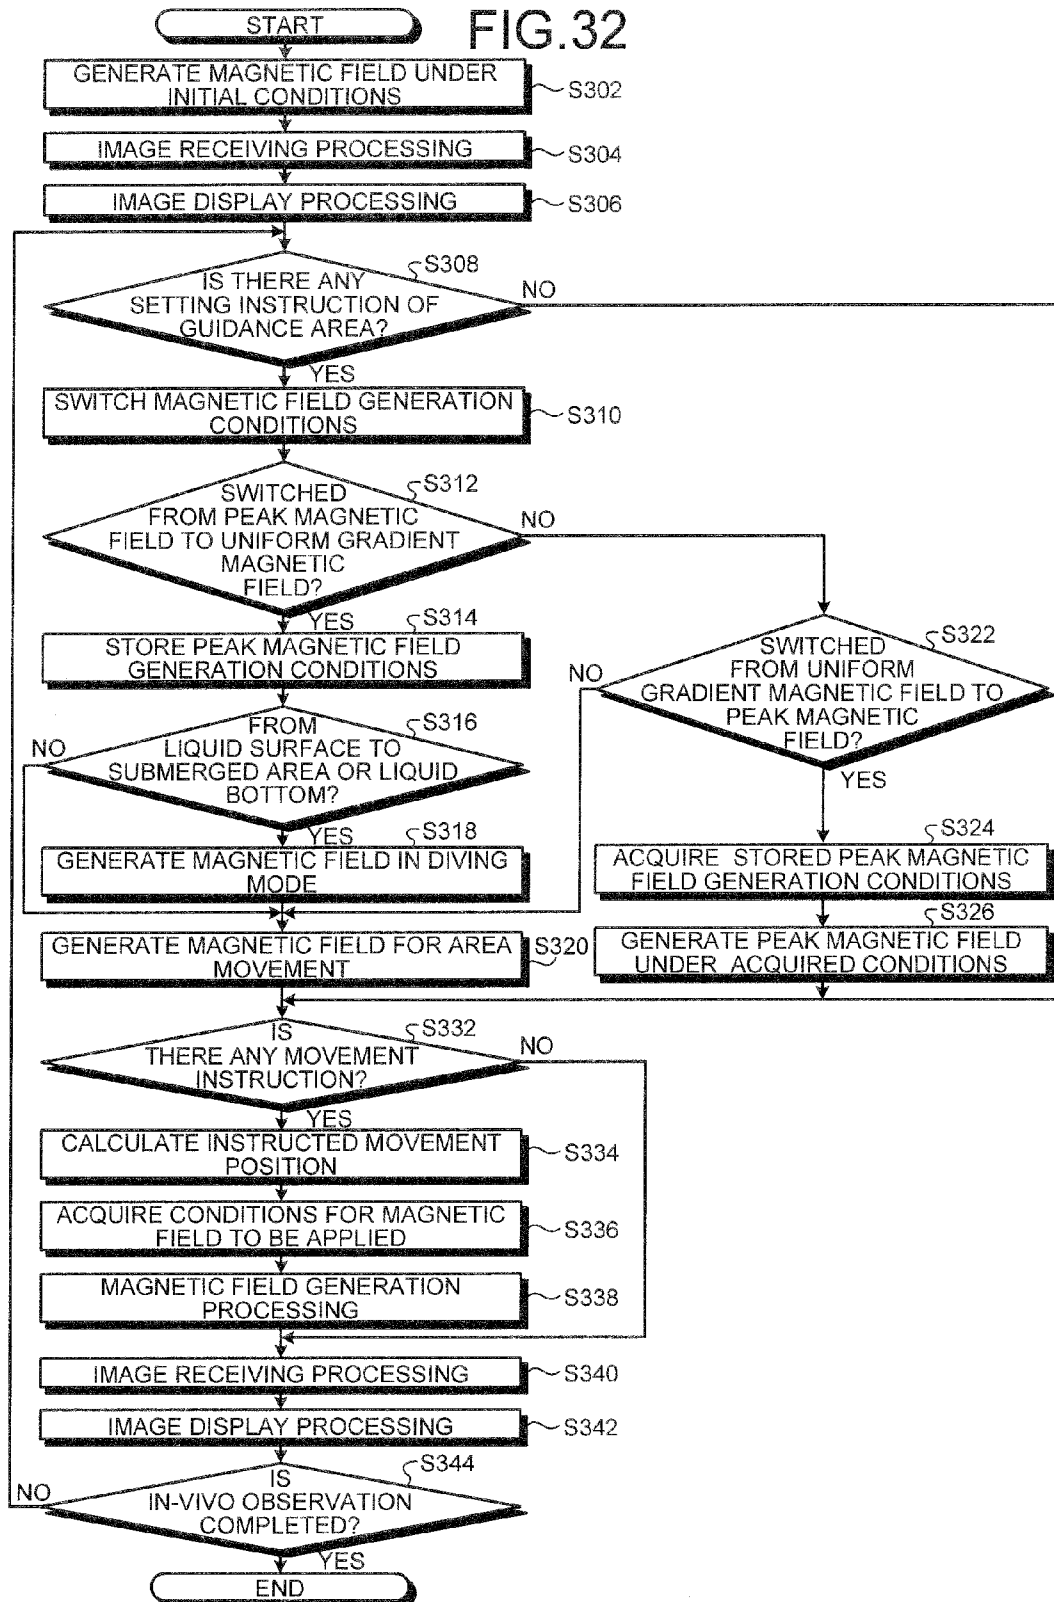 START
FIG.32
GENERATE MAGNETIC FIELD UNDER
INITIAL CONDITIONS
S302
IMAGE RECEIVING PROCESSING
S304
IMAGE DISPLAY PROCESSING
S306
S308
IS THERE ANY
SETTING INSTRUCTION OF
GUIDANCE AREA?
NO
YES
SWITCH MAGNETIC FIELD GENERATION
CONDITIONS
S310
S312
SWITCHED
FROM PEAK MAGNETIC
FIELD TO UNIFORM GRADIENT
MAGNETIC
FIELD?
NO
YES
S314
STORE PEAK MAGNETIC FIELD
GENERATION CONDITIONS
S322
SWITCHED
FROM UNIFORM
GRADIENT MAGNETIC FIELD TO
PEAK MAGNETIC
FIELD?
NO
YES
S316
FROM
LIQUID SURFACE TO
SUBMERGED AREA OR LIQUID
BOTTOM?
NO
YES
S318
GENERATE MAGNETIC FIELD IN DIVING
MODE
S324
ACQUIRE STORED PEAK MAGNETIC
FIELD GENERATION CONDITIONS
S326
GENERATE PEAK MAGNETIC FIELD
UNDER ACQUIRED CONDITIONS
GENERATE MAGNETIC FIELD FOR AREA
MOVEMENT
S320
S332
IS
THERE ANY MOVEMENT
INSTRUCTION?
NO
YES
CALCULATE INSTRUCTED MOVEMENT
POSITION
S334
ACQUIRE CONDITIONS FOR MAGNETIC
FIELD TO BE APPLIED
S336
MAGNETIC FIELD GENERATION
PROCESSING
S338
IMAGE RECEIVING PROCESSING
S340
IMAGE DISPLAY PROCESSING
S342
S344
IS
IN-VIVO OBSERVATION
COMPLETED?
NO
YES
END